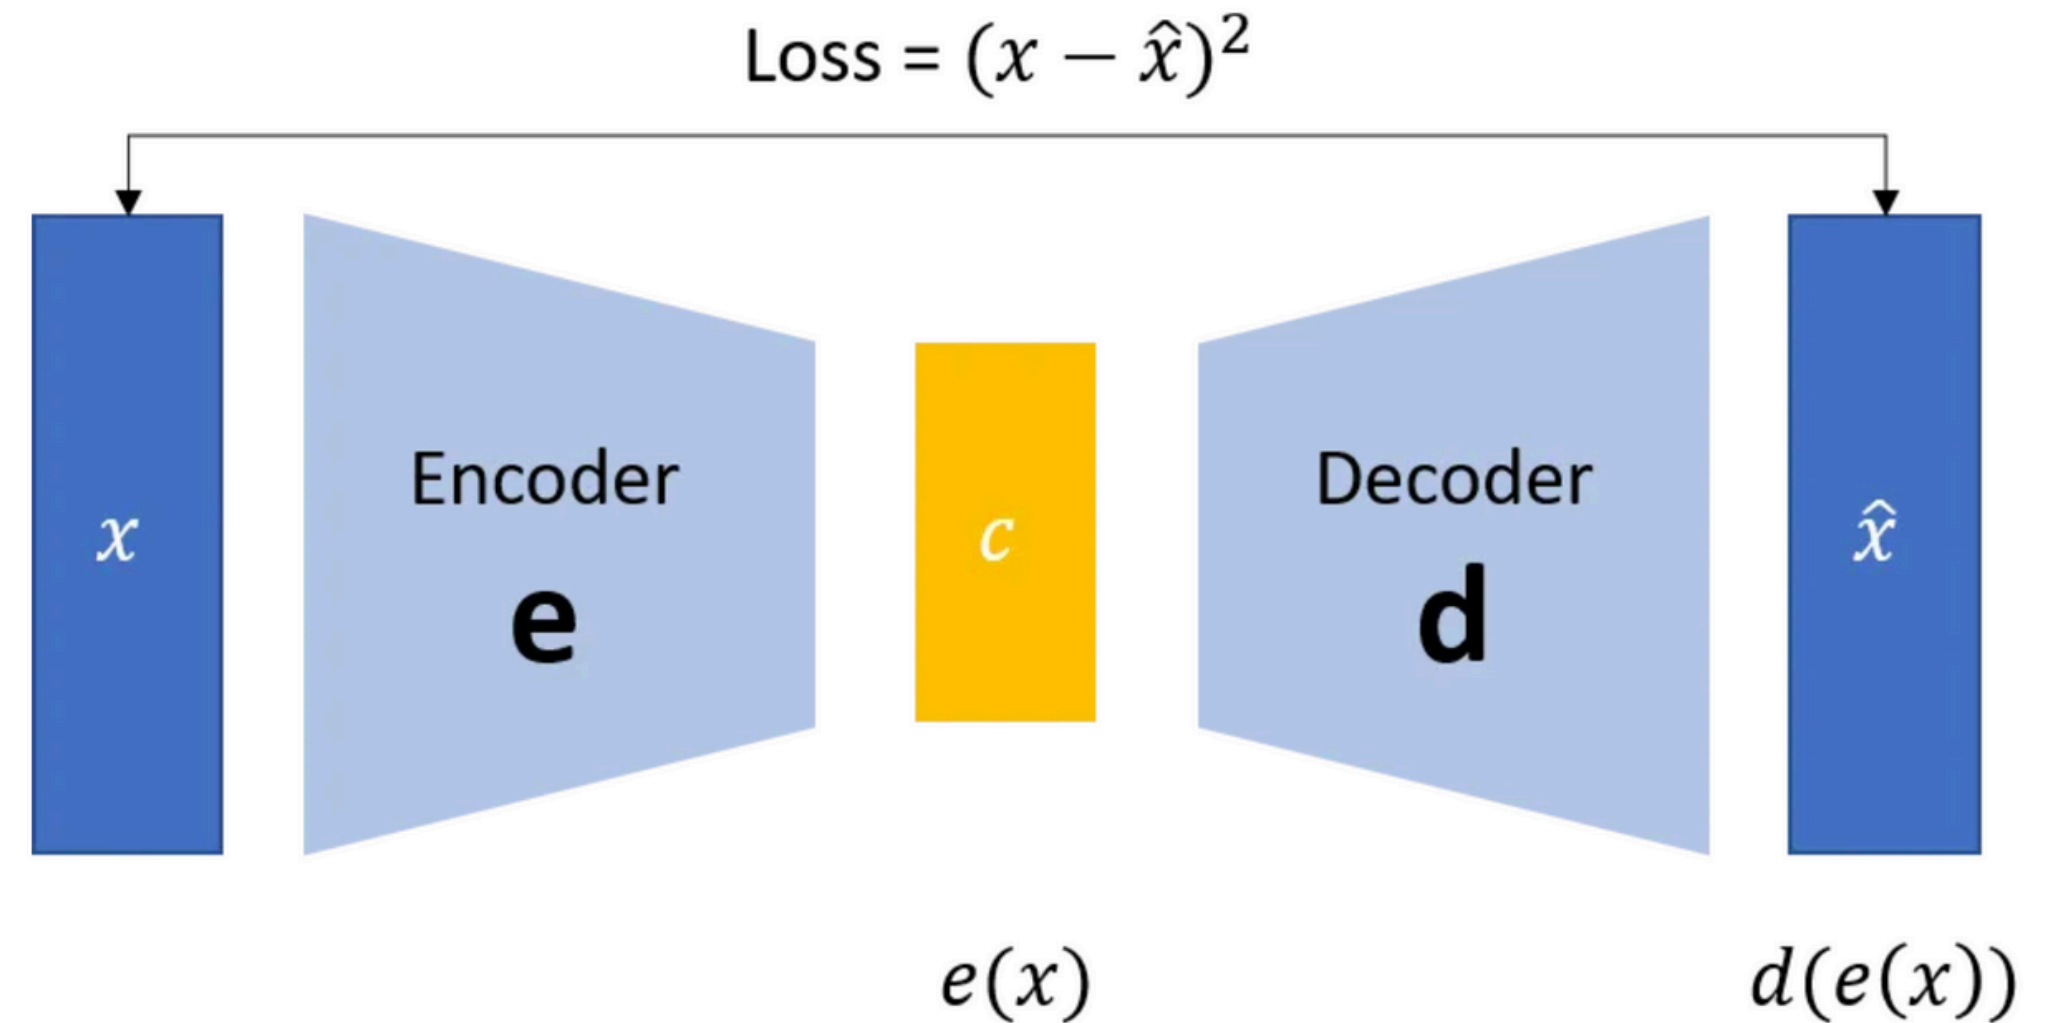 Loss = (x − x̂)²
x
Encoder
e
c
Decoder
d
x̂
e(x)
d(e(x))